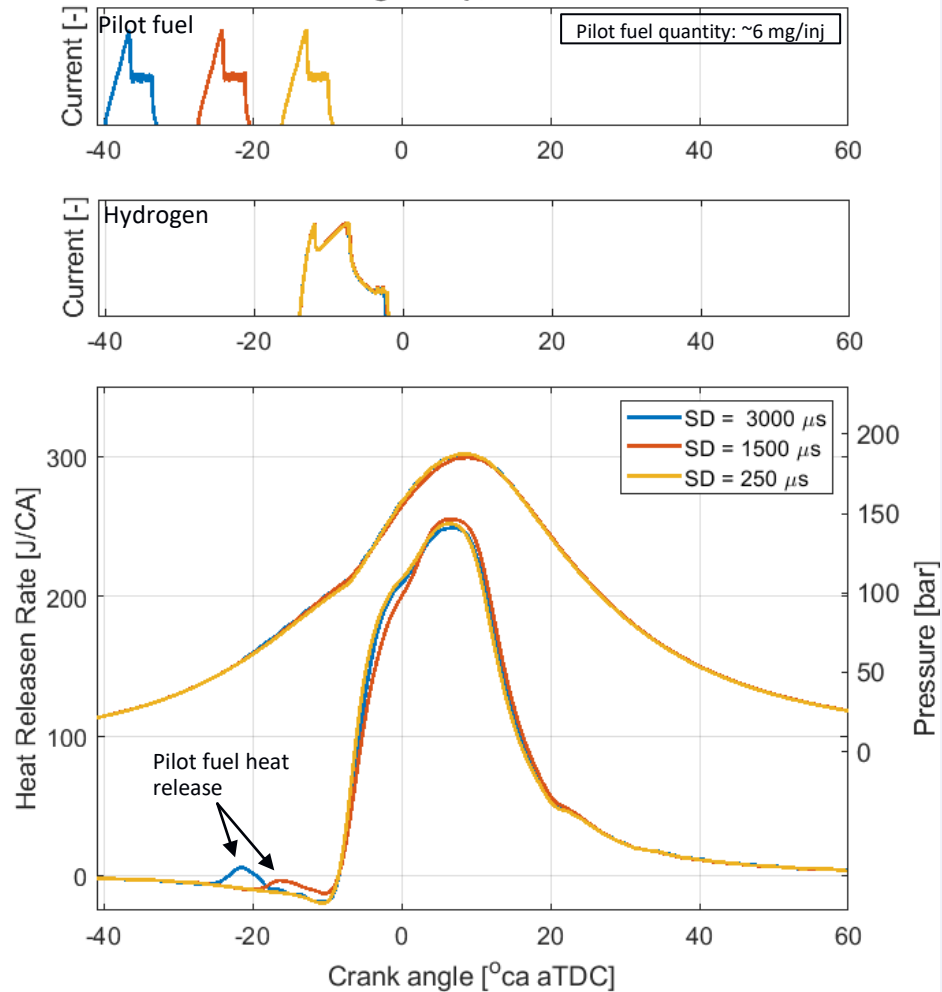 Pilot fuel
Pilot fuel quantity: ~6 mg/inj
Current [-]
-40 -20 0 20 40 60
Hydrogen
Current [-]
-40 -20 0 20 40 60
SD = 3000 μs
SD = 1500 μs
SD = 250 μs
300
200
100
0
Heat Releasen Rate [J/CA]
200
150
100
50
0
Pressure [bar]
Pilot fuel heat
release
-40 -20 0 20 40 60
Crank angle [°ca aTDC]